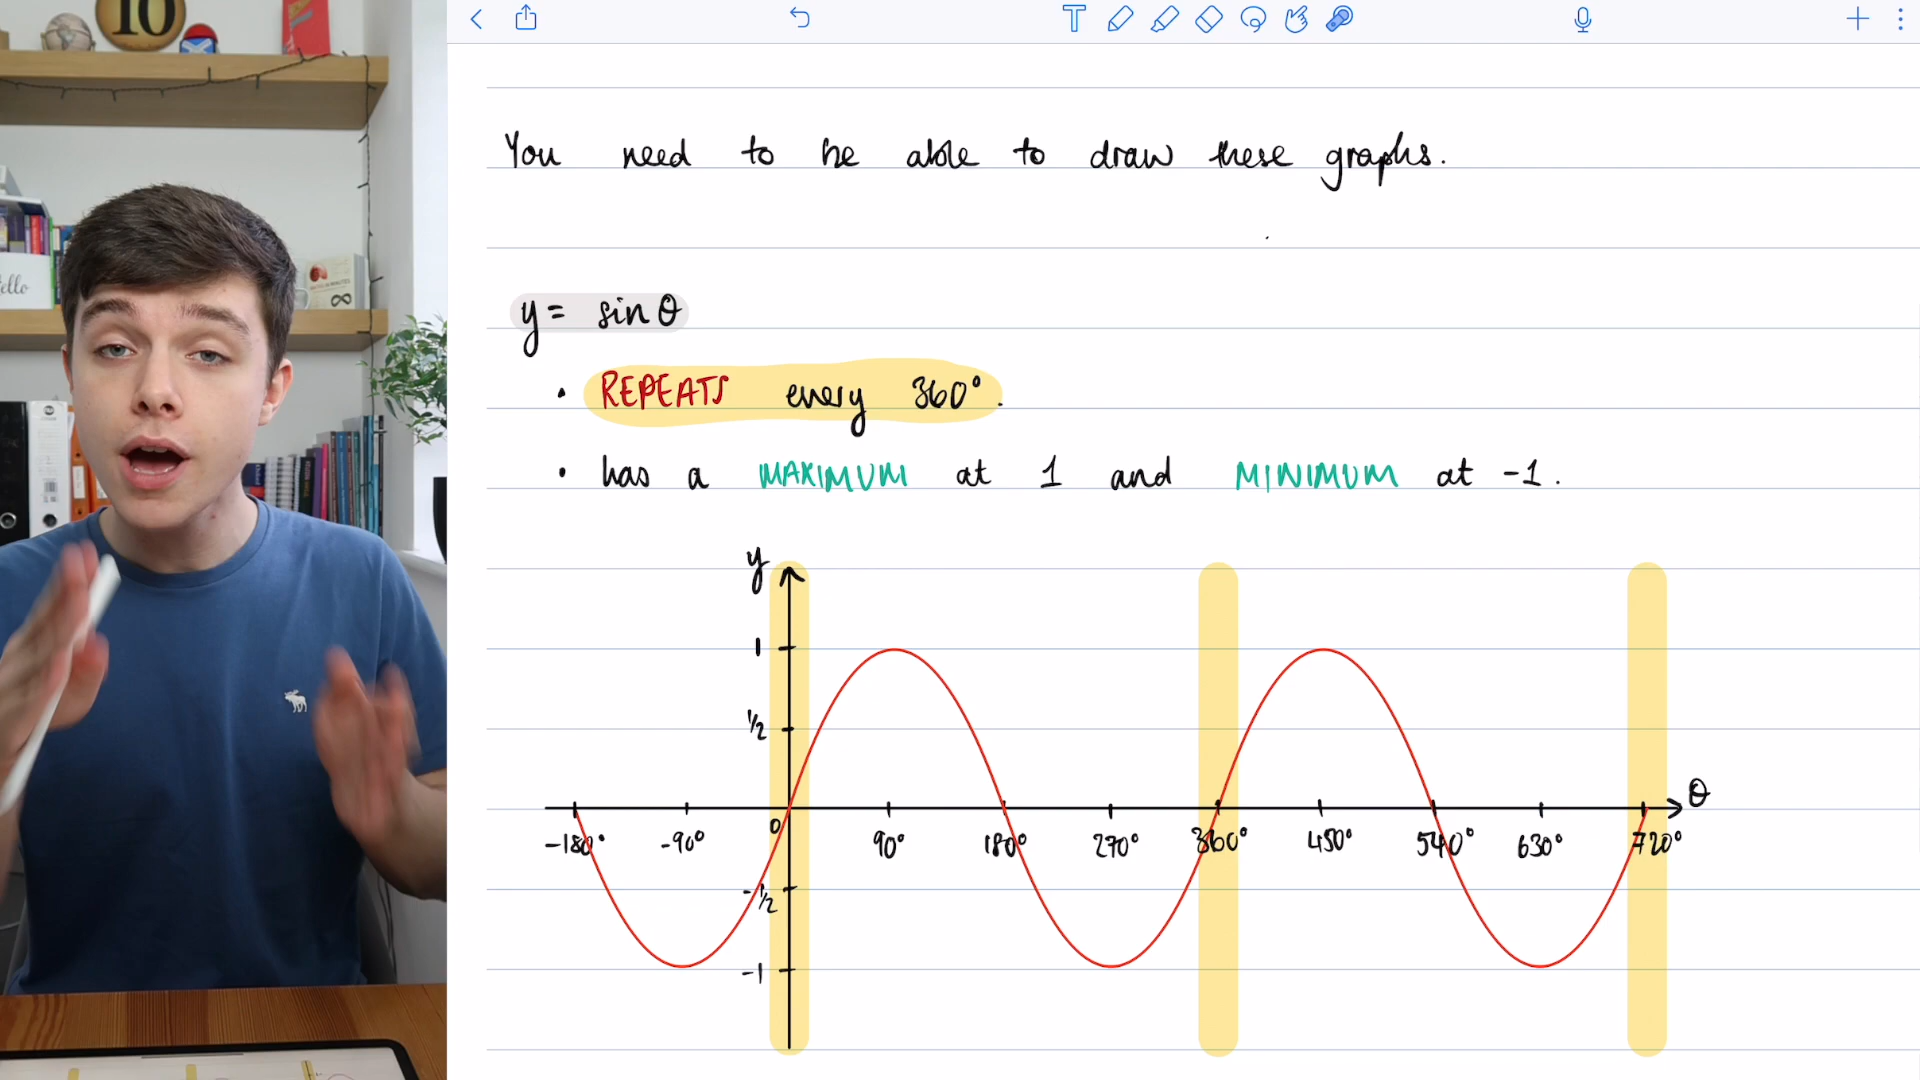 10
ello
You need to be able to draw these graphs.
y = sin θ
• REPEATS every 360°.
• has a MAXIMUM at 1 and MINIMUM at -1.
y
1
1/2
θ
-180° -90° 0 90° 180° 270° 360° 450° 540° 630° 720°
-1/2
-1